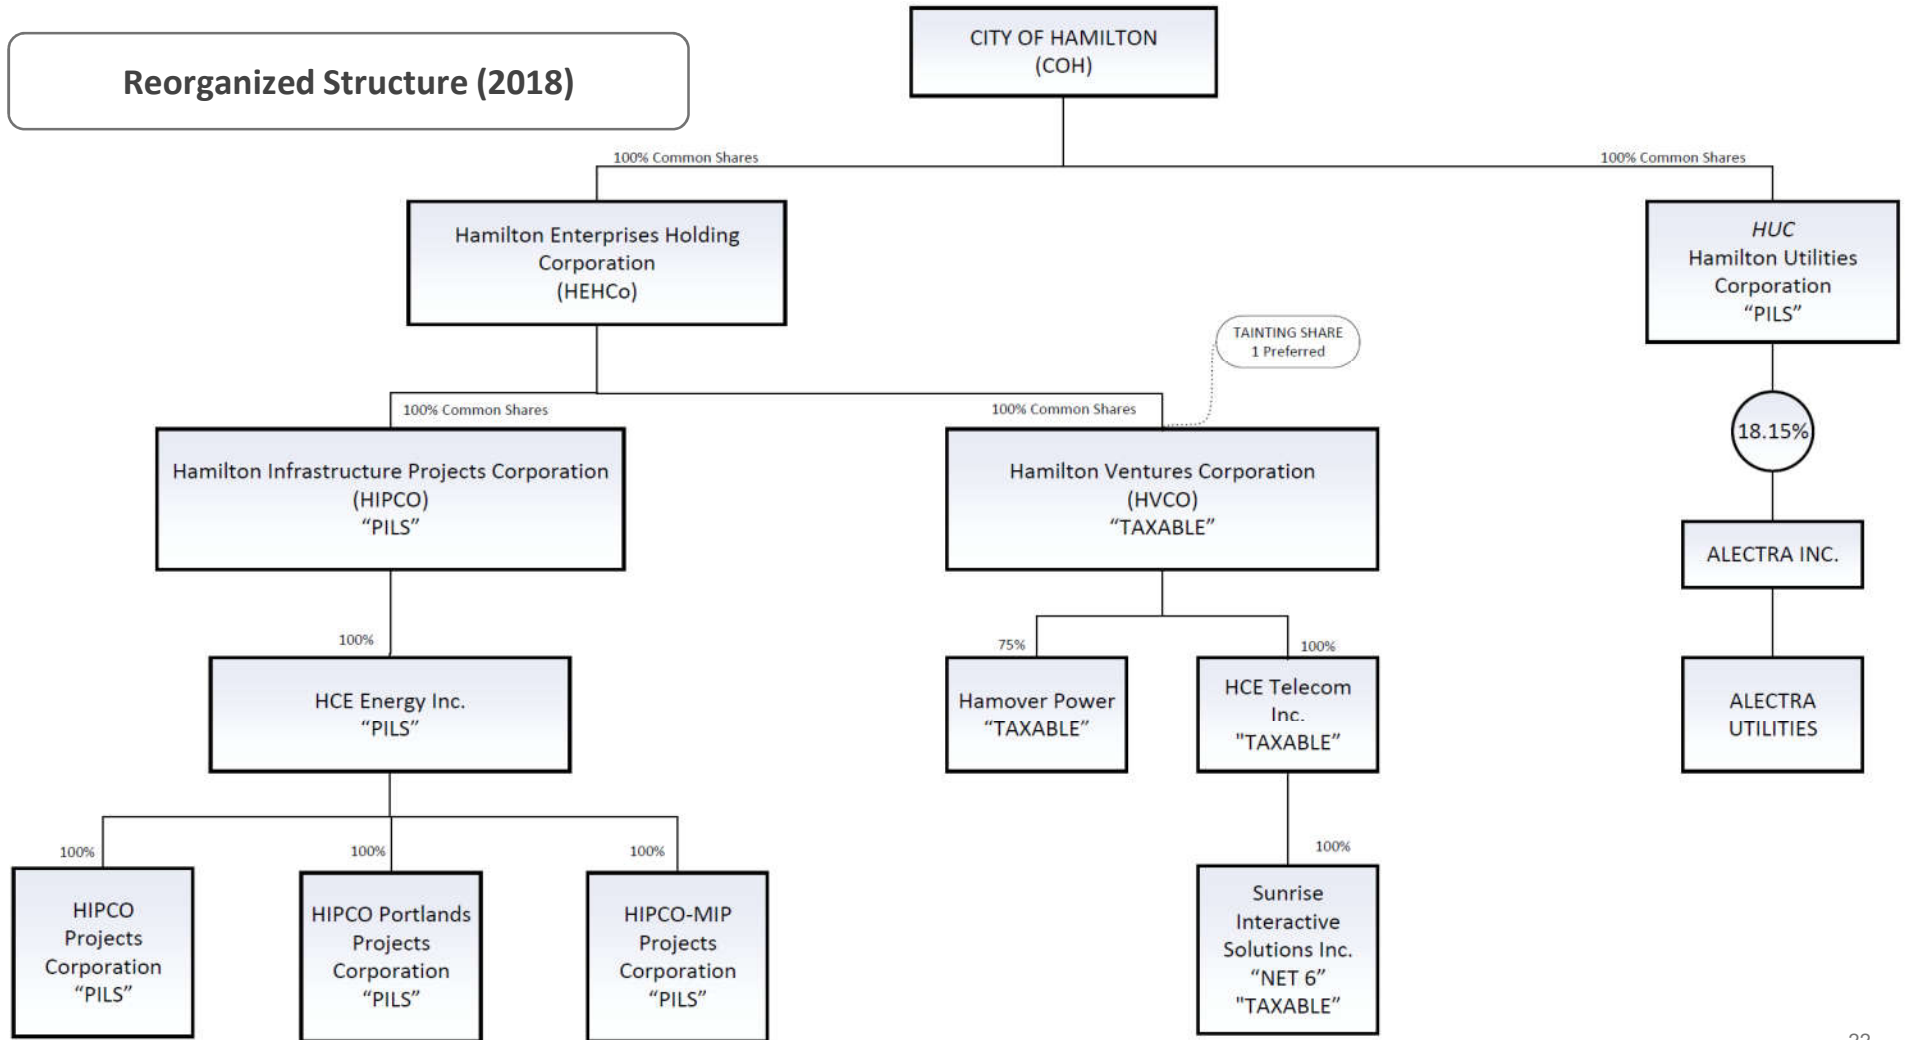 Reorganized Structure (2018)
CITY OF HAMILTON
(COH)
100% Common Shares
100% Common Shares
Hamilton Enterprises Holding
Corporation
(HEHCo)
HUC
Hamilton Utilities
Corporation
“PILS”
TAINTING SHARE
1 Preferred
100% Common Shares
100% Common Shares
18.15%
Hamilton Infrastructure Projects Corporation
(HIPCO)
“PILS”
Hamilton Ventures Corporation
(HVCO)
“TAXABLE”
ALECTRA INC.
100%
75%
100%
HCE Energy Inc.
“PILS”
Hamover Power
“TAXABLE”
HCE Telecom
Inc.
"TAXABLE”
ALECTRA
UTILITIES
100%
100%
100%
100%
HIPCO
Projects
Corporation
“PILS”
HIPCO Portlands
Projects
Corporation
“PILS”
HIPCO-MIP
Projects
Corporation
“PILS”
Sunrise
Interactive
Solutions Inc.
“NET 6”
"TAXABLE”